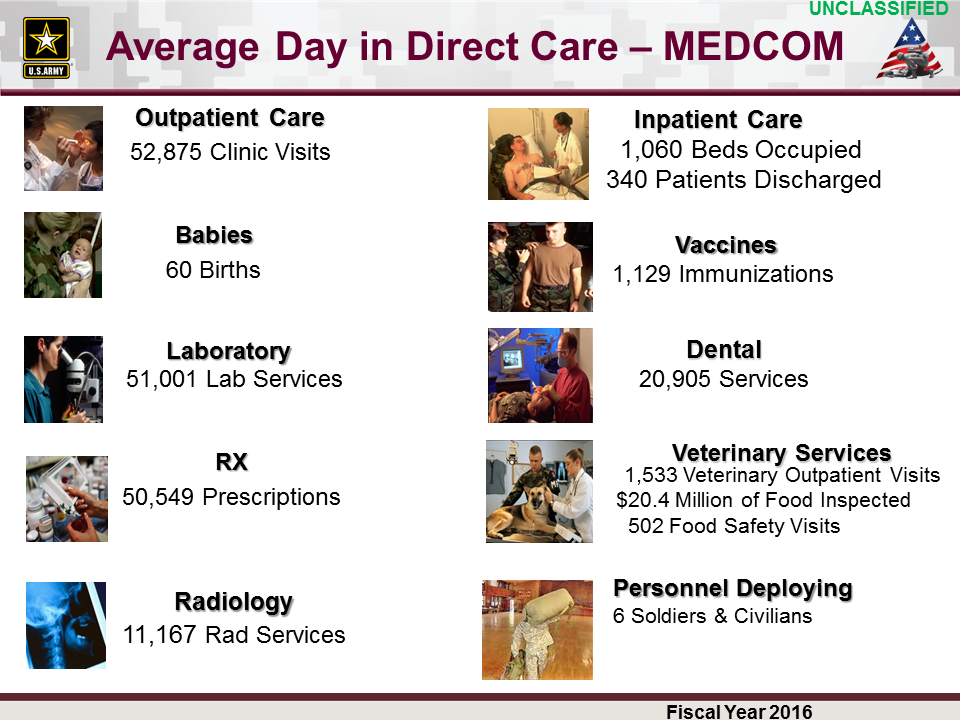 UNCLASSIFIED
U.S.ARMY
Average Day in Direct Care – MEDCOM
Outpatient Care
52,875 Clinic Visits
Babies
60 Births
Laboratory
51,001 Lab Services
RX
50,549 Prescriptions
Radiology
11,167 Rad Services
Inpatient Care
1,060 Beds Occupied
340 Patients Discharged
Vaccines
1,129 Immunizations
Dental
20,905 Services
Veterinary Services
1,533 Veterinary Outpatient Visits
$20.4 Million of Food Inspected
502 Food Safety Visits
Personnel Deploying
6 Soldiers & Civilians
Fiscal Year 2016